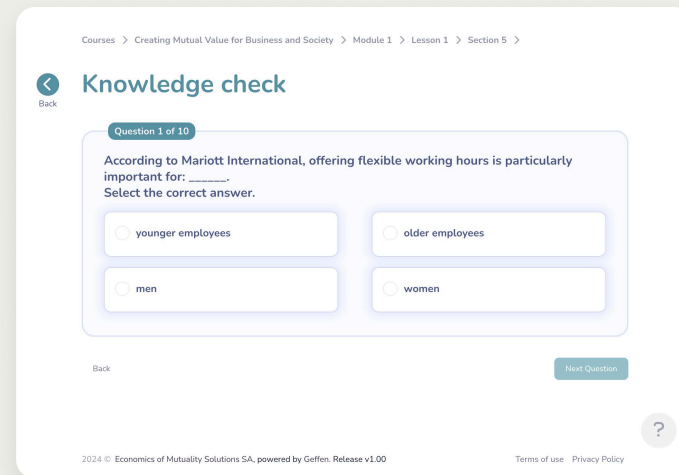 Courses > Creating Mutual Value for Business and Society > Module 1 > Lesson 1 > Section 5 >
Knowledge check
Back
Question 1 of 10
According to Mariott International, offering flexible working hours is particularly
important for: ______.
Select the correct answer.
younger employees
older employees
men
women
Back
Next Question
?
2024 © Economics of Mutuality Solutions SA, powered by Geffen. Release v1.00
Terms of use Privacy Policy